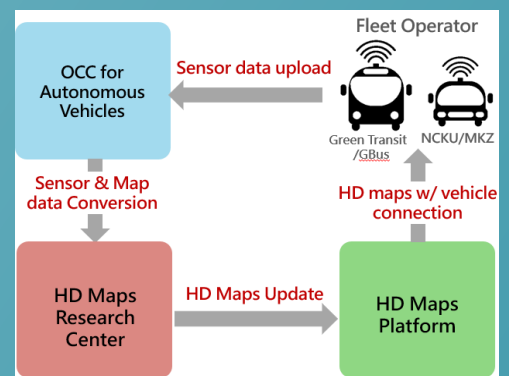 Fleet Operator
OCC for
Autonomous
Vehicles
Sensor data upload
Green Transit
/GBus
NCKU/MKZ
Sensor & Map
data Conversion
HD maps w/ vehicle
connection
HD Maps
Research
Center
HD Maps Update
HD Maps
Platform